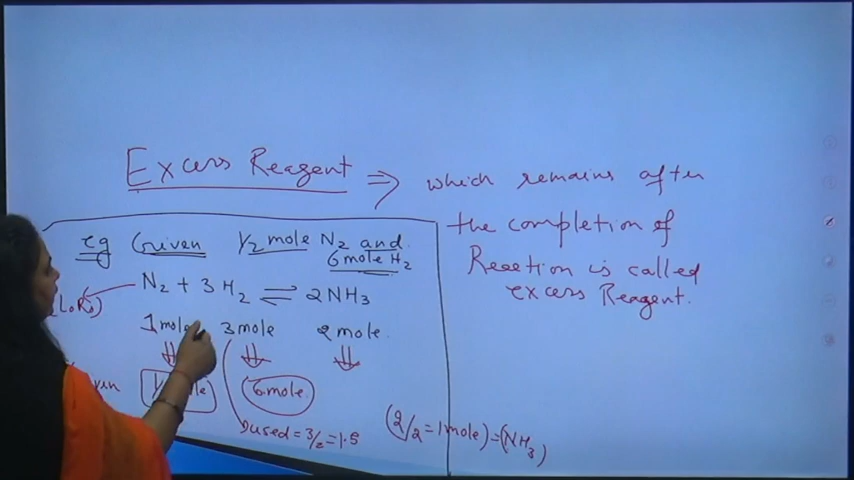 Excess Reagent ⇒ which remains after
the completion of
Reaction is called
excess Reagent.
eg Given 1/2 mole N2 and
6 mole H2
N2 + 3 H2 ⇌ 2NH3
(L.R.)
1 mole 3 mole 2 mole
6 mole
used = 3/2 = 1.5
(2/2 = 1 mole) = (NH3)